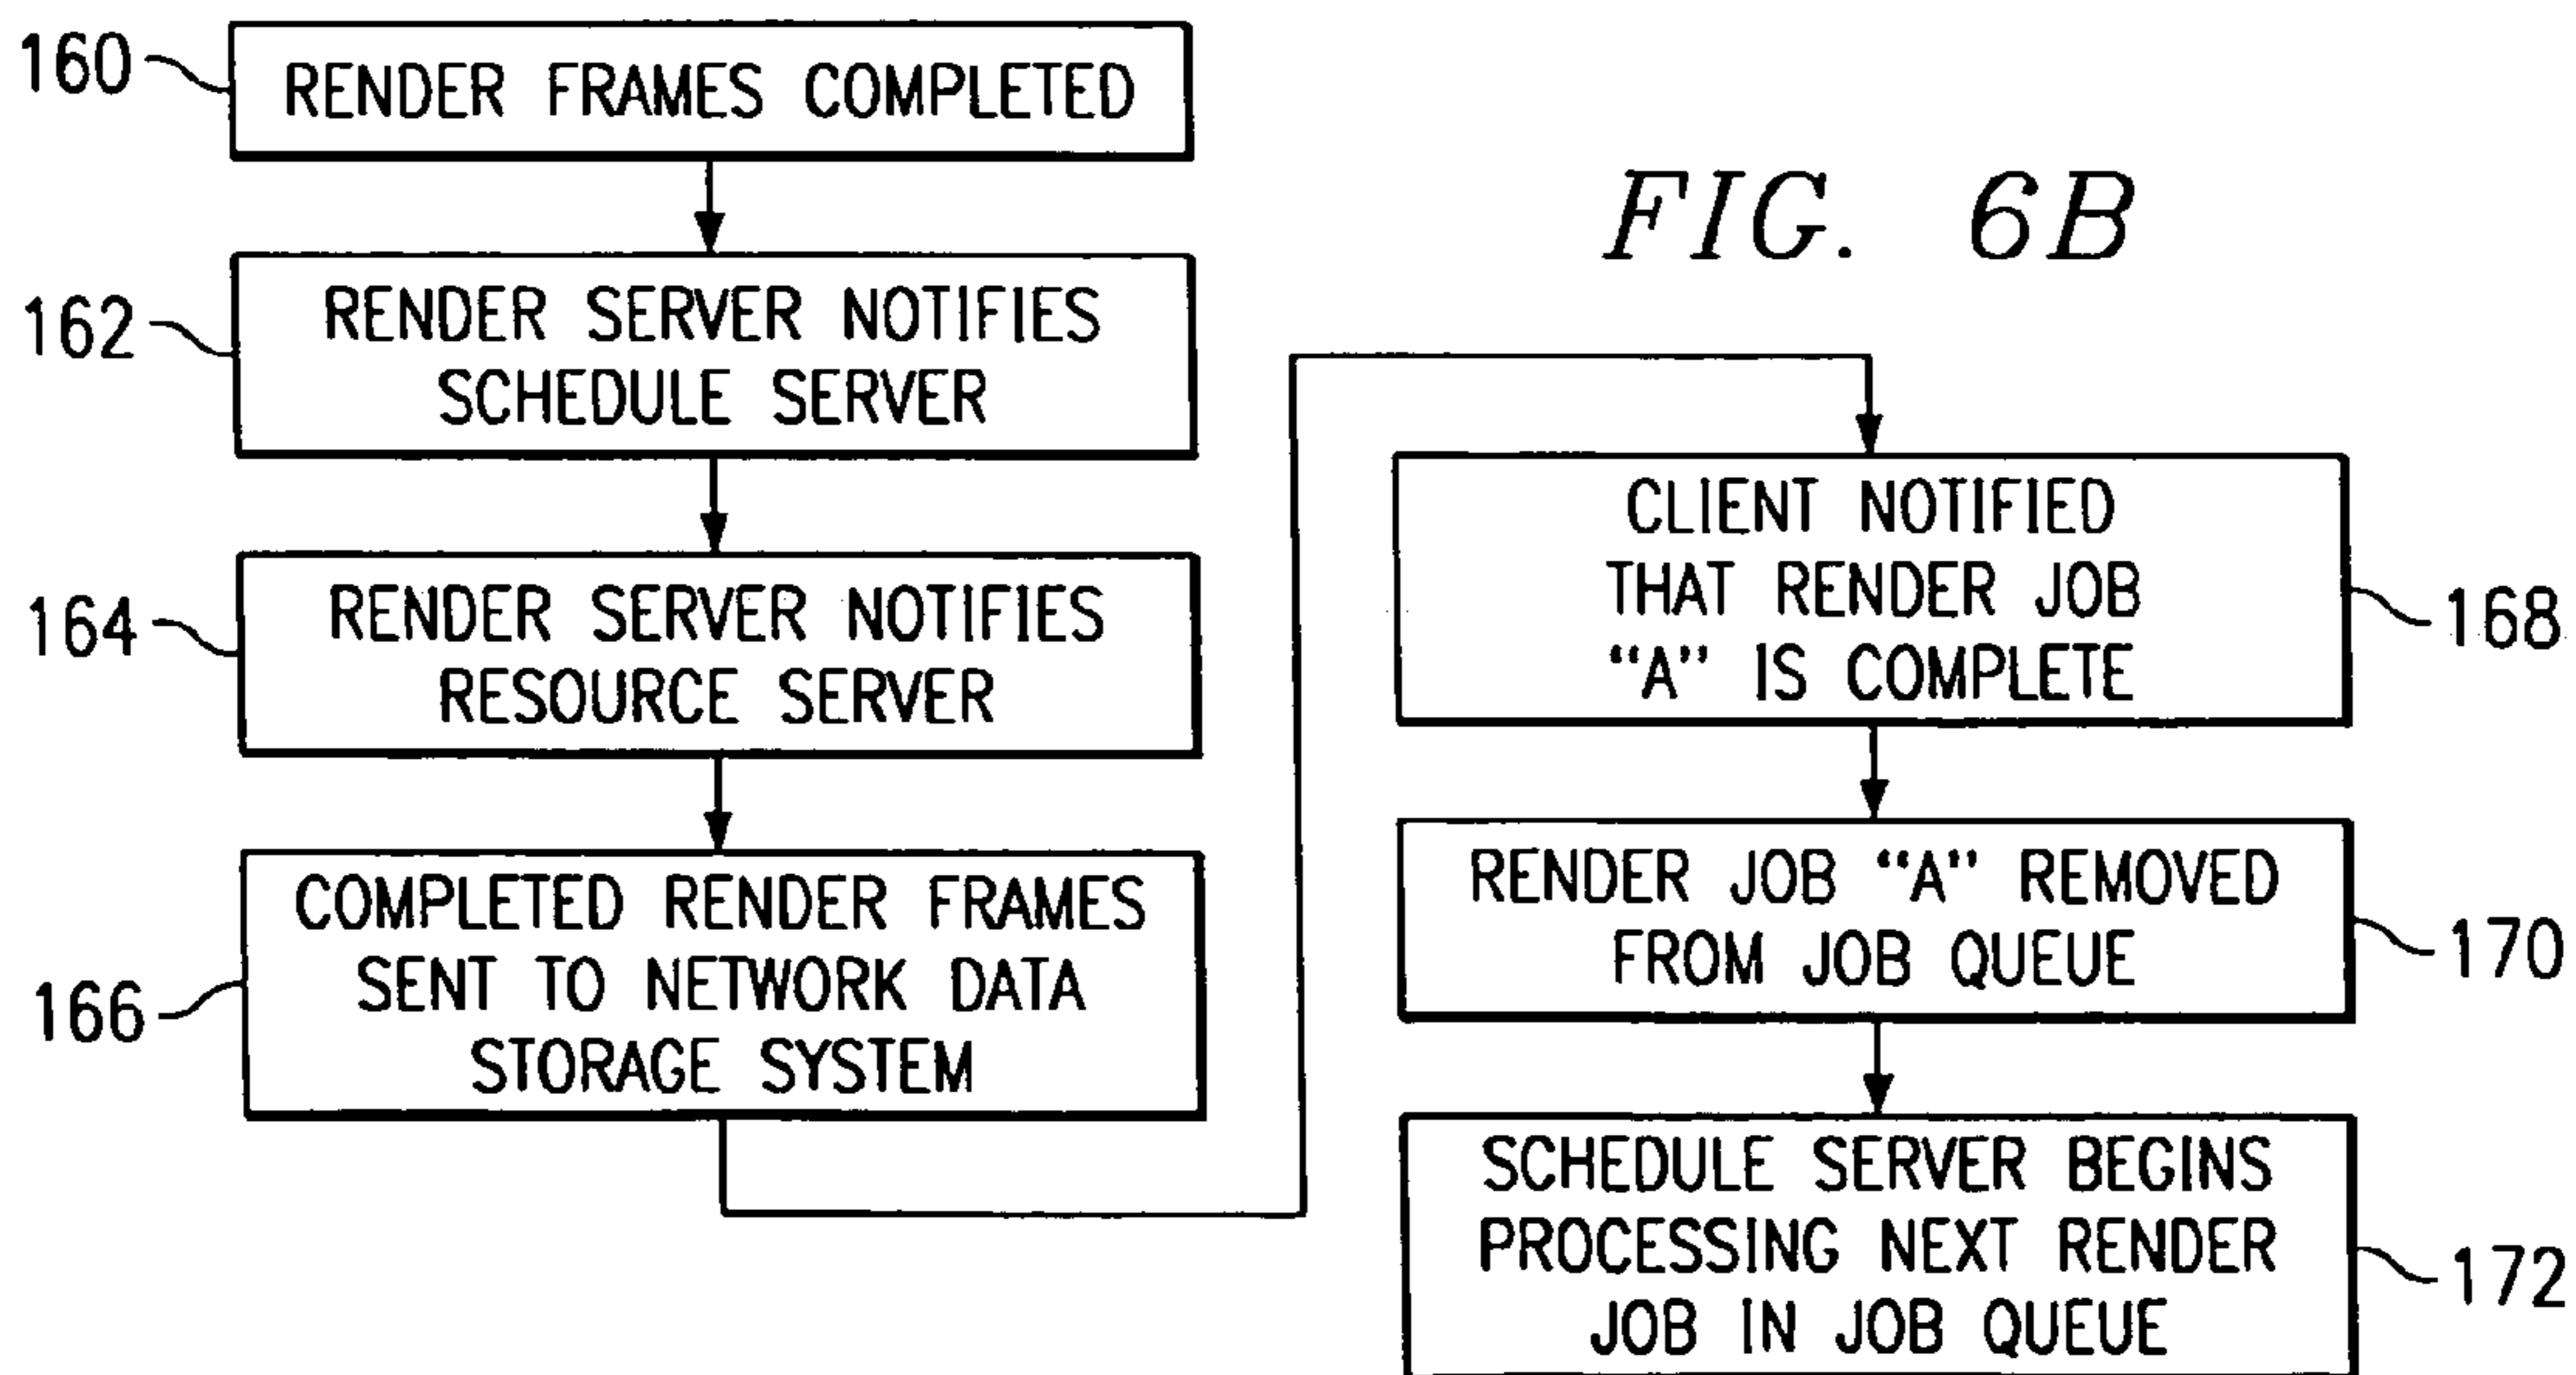 160
RENDER FRAMES COMPLETED
162
RENDER SERVER NOTIFIES
SCHEDULE SERVER
164
RENDER SERVER NOTIFIES
RESOURCE SERVER
166
COMPLETED RENDER FRAMES
SENT TO NETWORK DATA
STORAGE SYSTEM
FIG. 6B
CLIENT NOTIFIED
THAT RENDER JOB
“A” IS COMPLETE
168
RENDER JOB “A” REMOVED
FROM JOB QUEUE
170
SCHEDULE SERVER BEGINS
PROCESSING NEXT RENDER
JOB IN JOB QUEUE
172